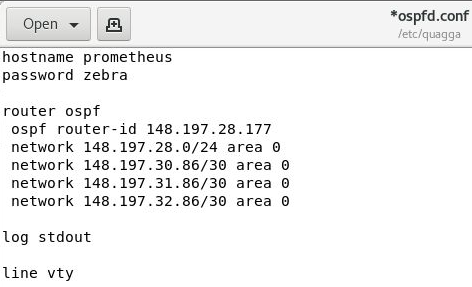 Open
*ospfd.conf
/etc/quagga
hostname prometheus
password zebra
router ospf
ospf router-id 148.197.28.177
network 148.197.28.0/24 area 0
network 148.197.30.86/30 area 0
network 148.197.31.86/30 area 0
network 148.197.32.86/30 area 0
log stdout
line vty